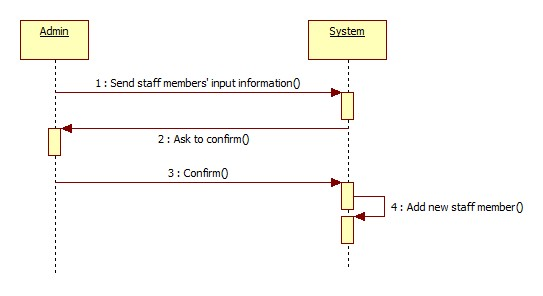 Admin
System
1 : Send staff members' input information()
2 : Ask to confirm()
3 : Confirm()
4 : Add new staff member()